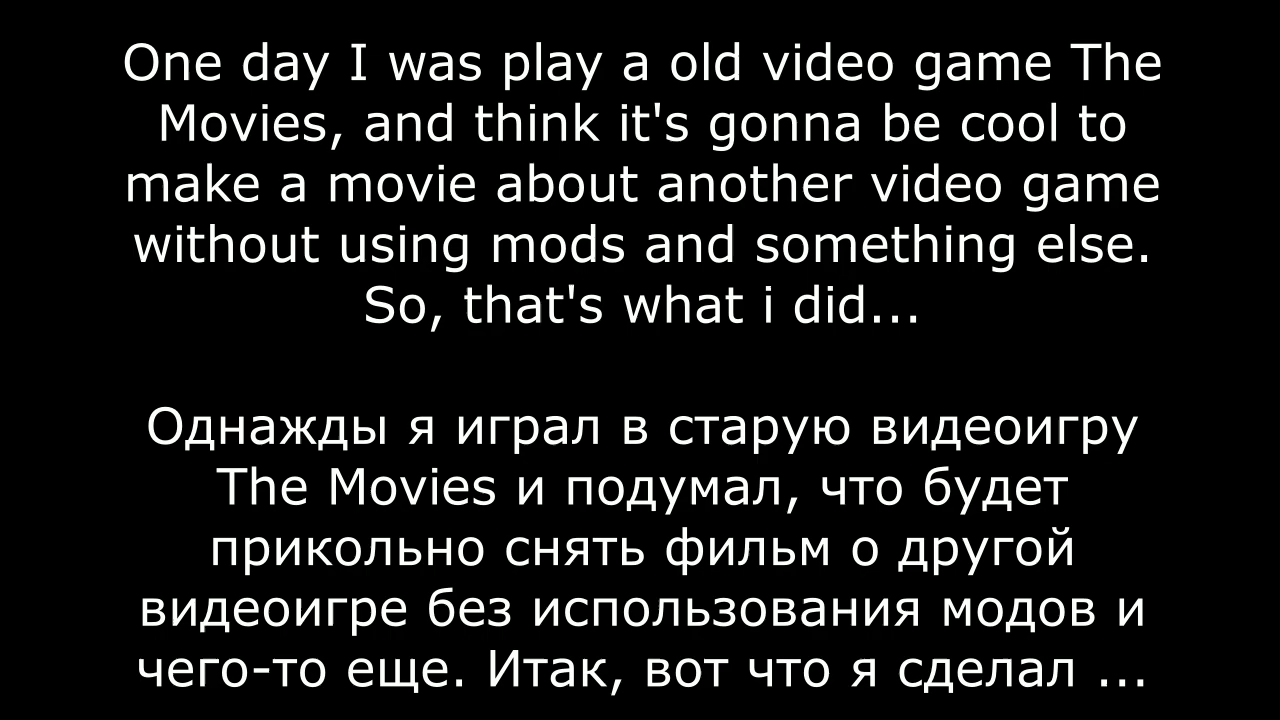 One day I was play a old video game The
Movies, and think it's gonna be cool to
make a movie about another video game
without using mods and something else.
So, that's what i did...
Однажды я играл в старую видеоигру
The Movies и подумал, что будет
прикольно снять фильм о другой
видеоигре без использования модов и
чего-то еще. Итак, вот что я сделал ...